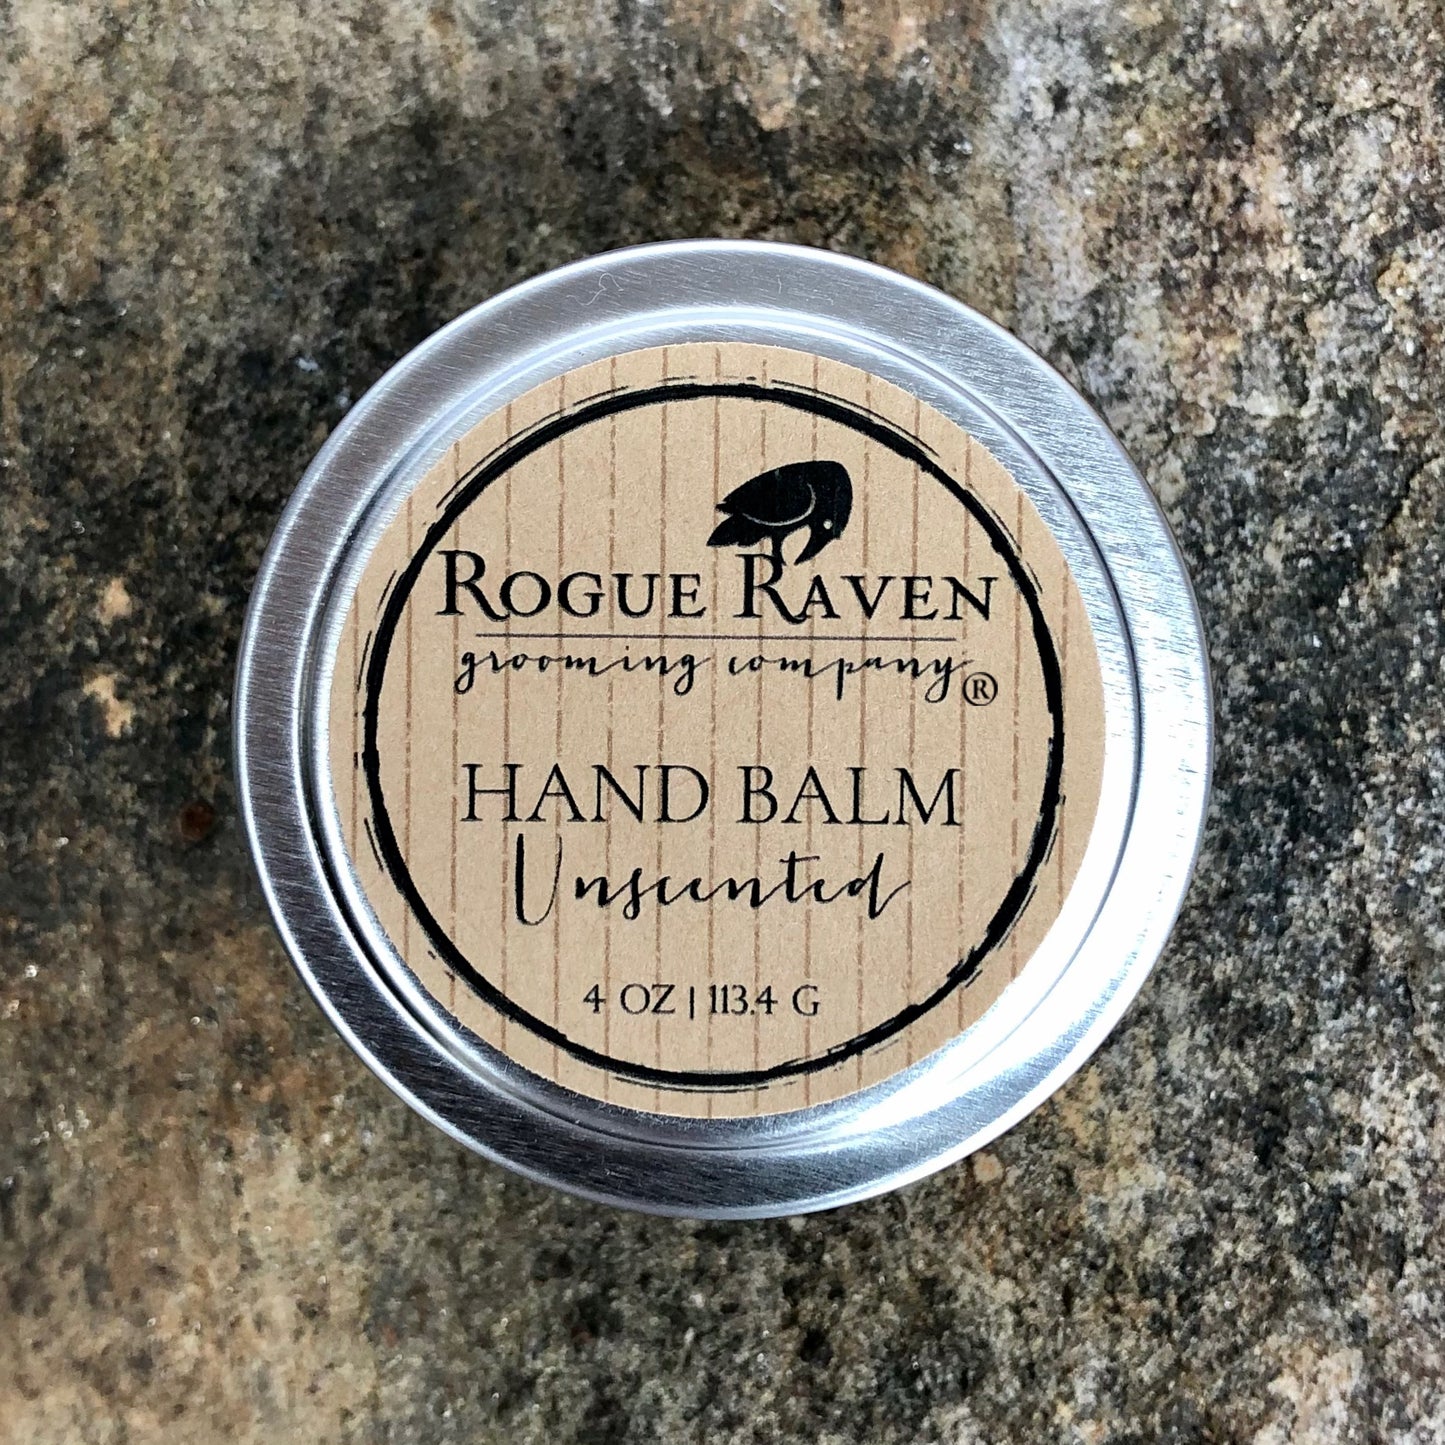 ROGUE RAVEN
grooming company®
HAND BALM
Unscented
4 OZ | 113.4 G